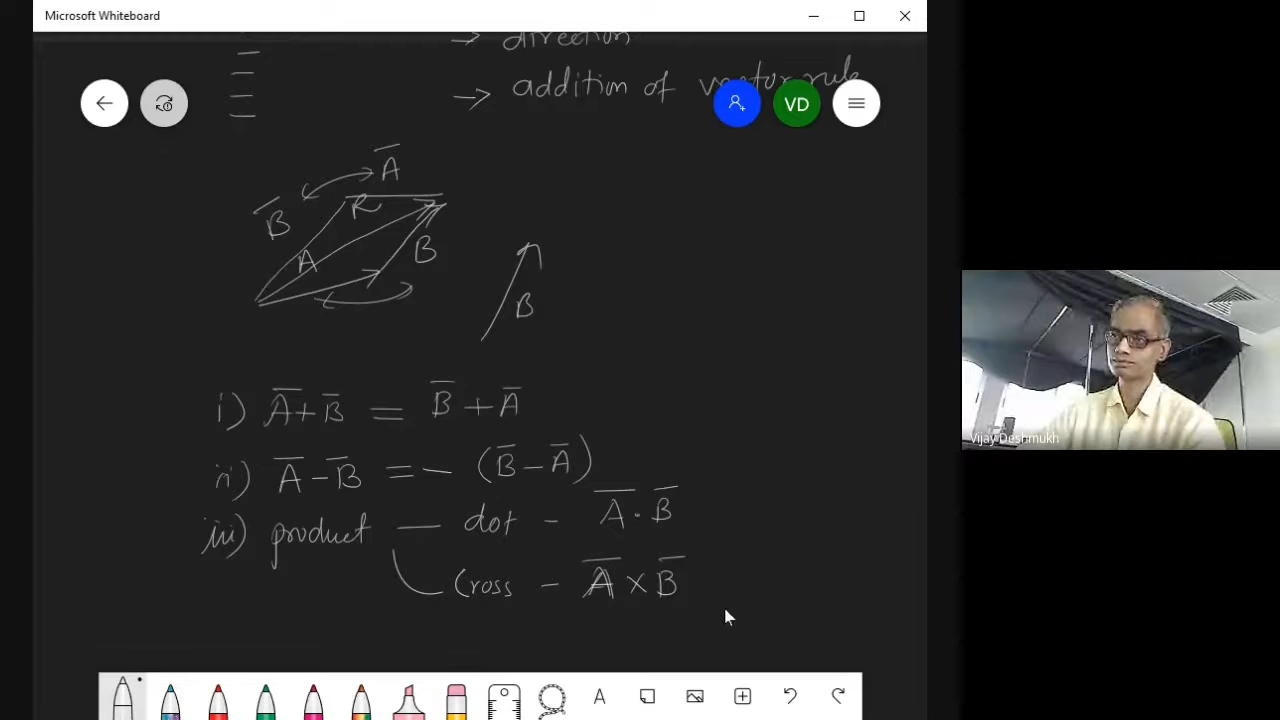 Microsoft Whiteboard
→ direction
→ addition of vector rule
VD
A̅
B̅
R
A
B
B
i) A̅+B̅ = B̅+A̅
ii) A̅-B̅ = - (B̅-A̅)
iii) product — dot - A̅·B̅
Cross - A̅×B̅
Vijay Deshmukh
A